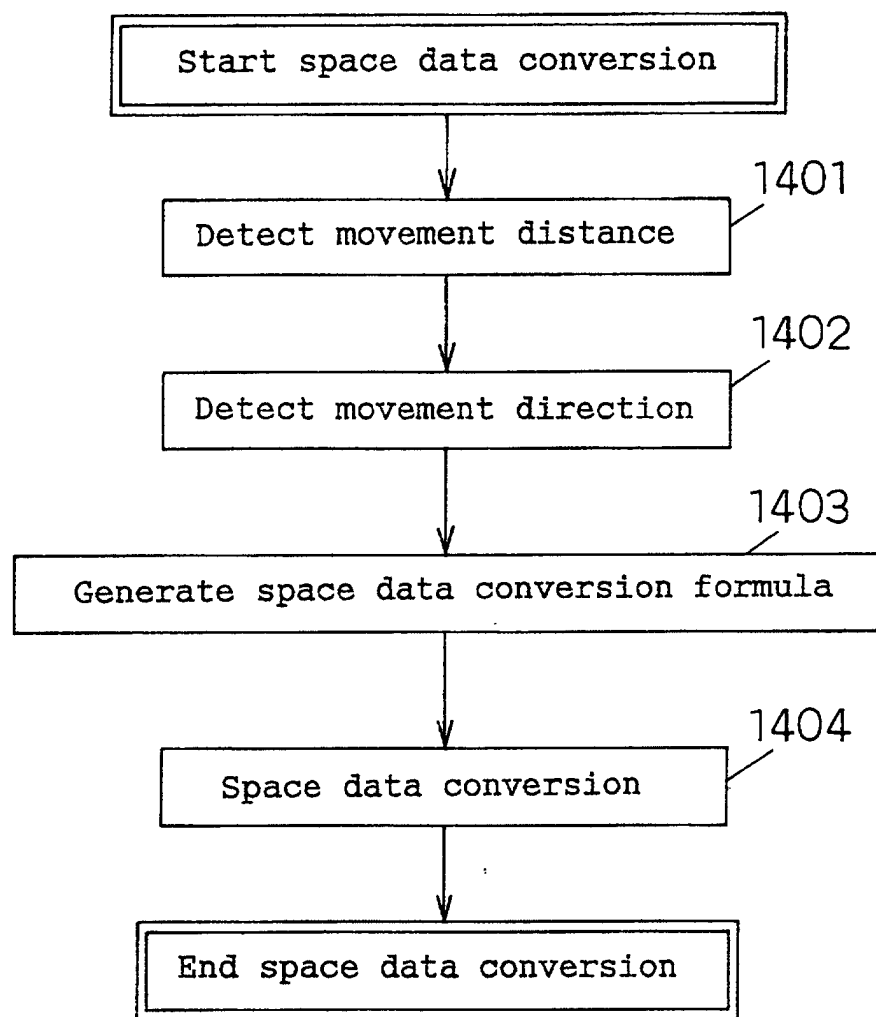 Start space data conversion
1401
Detect movement distance
1402
Detect movement direction
1403
Generate space data conversion formula
1404
Space data conversion
End space data conversion